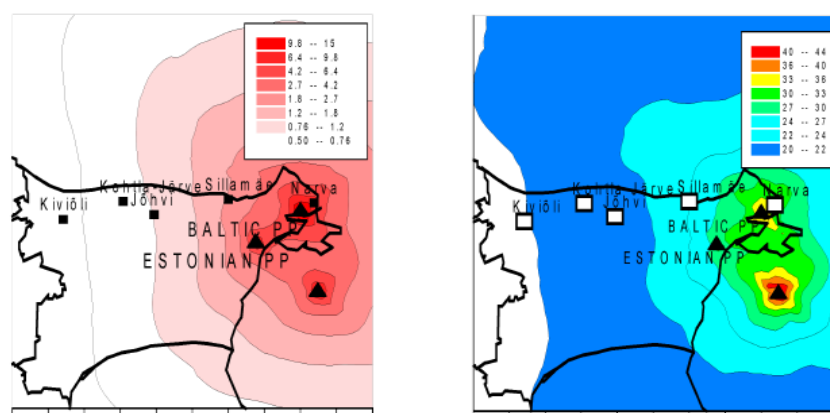 9.8 -- 15
6.4 -- 9.8
4.2 -- 6.4
2.7 -- 4.2
1.8 -- 2.7
1.2 -- 1.8
0.76 -- 1.2
0.50 -- 0.76
Kohtla-Järve
Sillamäe
Narva
Kiviõli
Jõhvi
BALTIC PP
ESTONIAN PP
40 -- 44
36 -- 40
33 -- 36
30 -- 33
27 -- 30
24 -- 27
22 -- 24
20 -- 22
Kohtla-Järve
Sillamäe
Narva
Kiviõli
Jõhvi
BALTIC PP
ESTONIAN PP